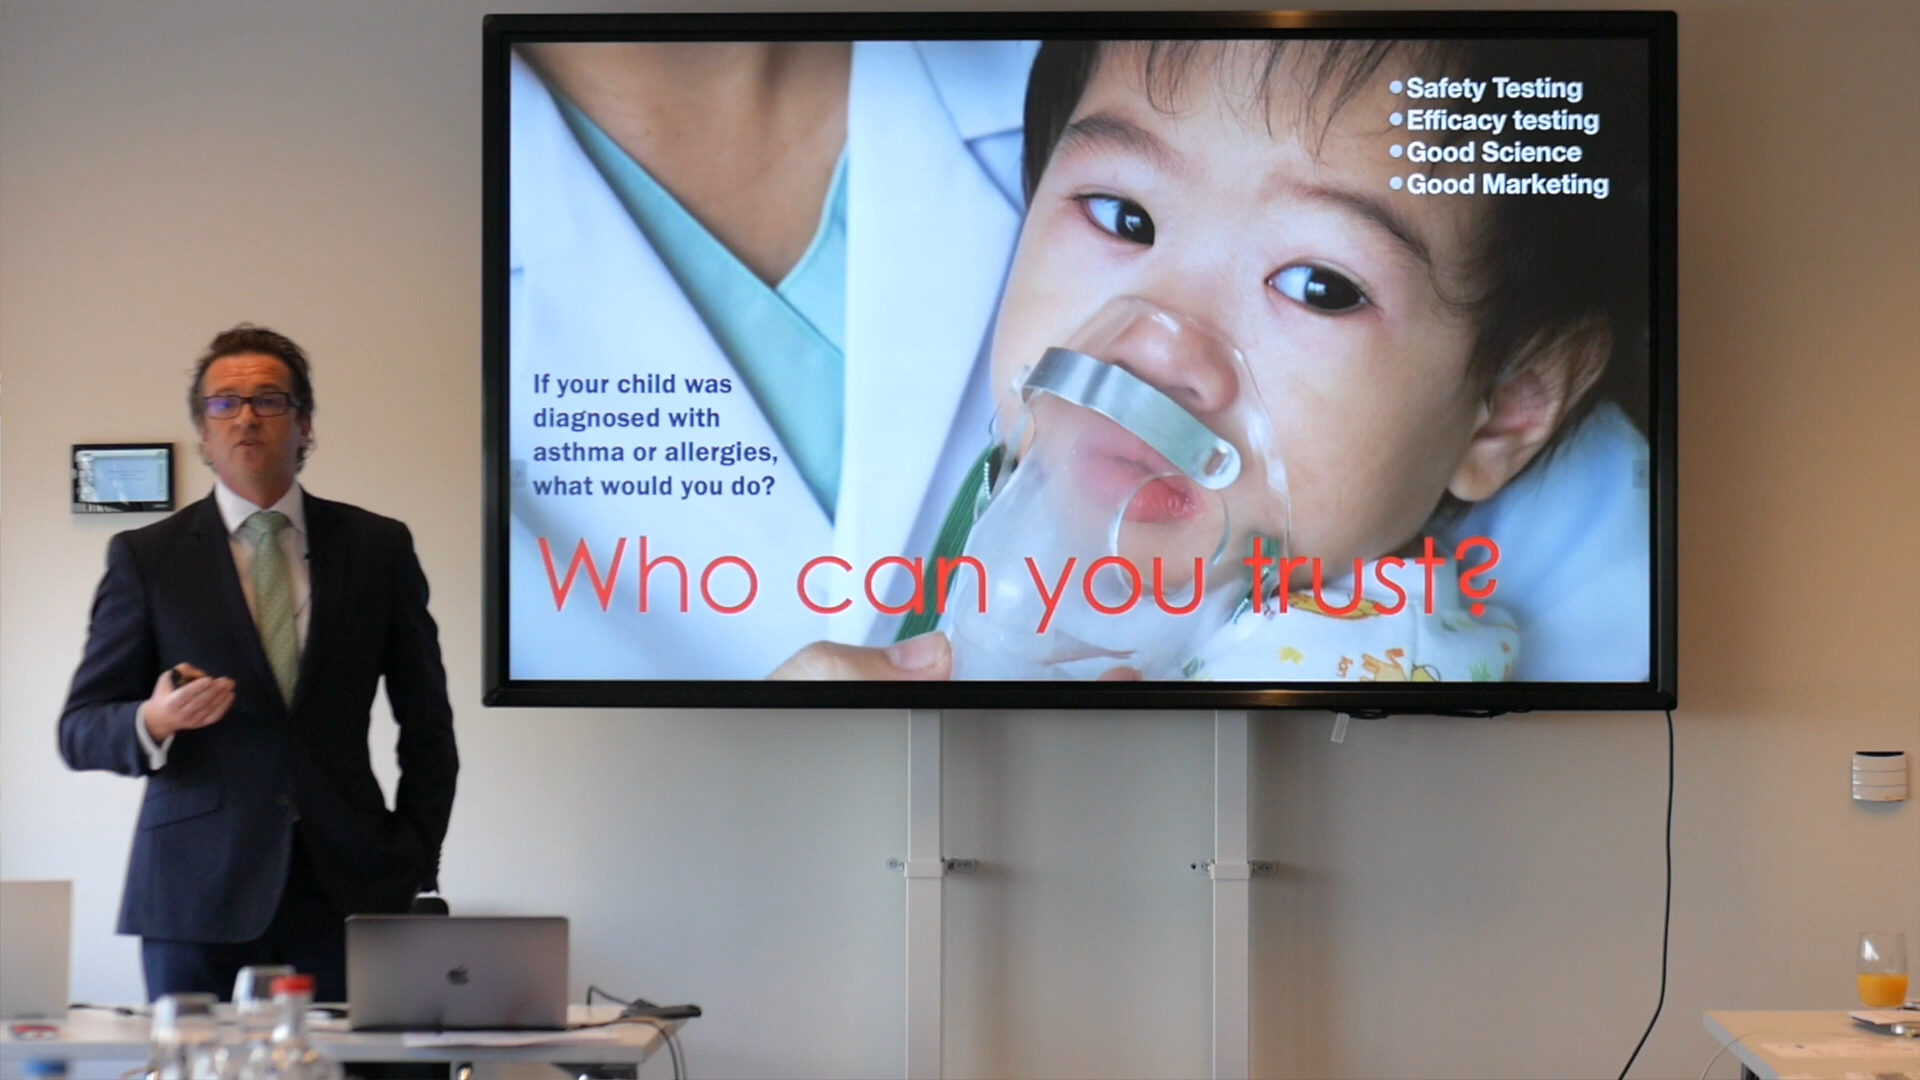 Safety Testing
Efficacy testing
Good Science
Good Marketing
If your child was
diagnosed with
asthma or allergies,
what would you do?
Who can you trust?